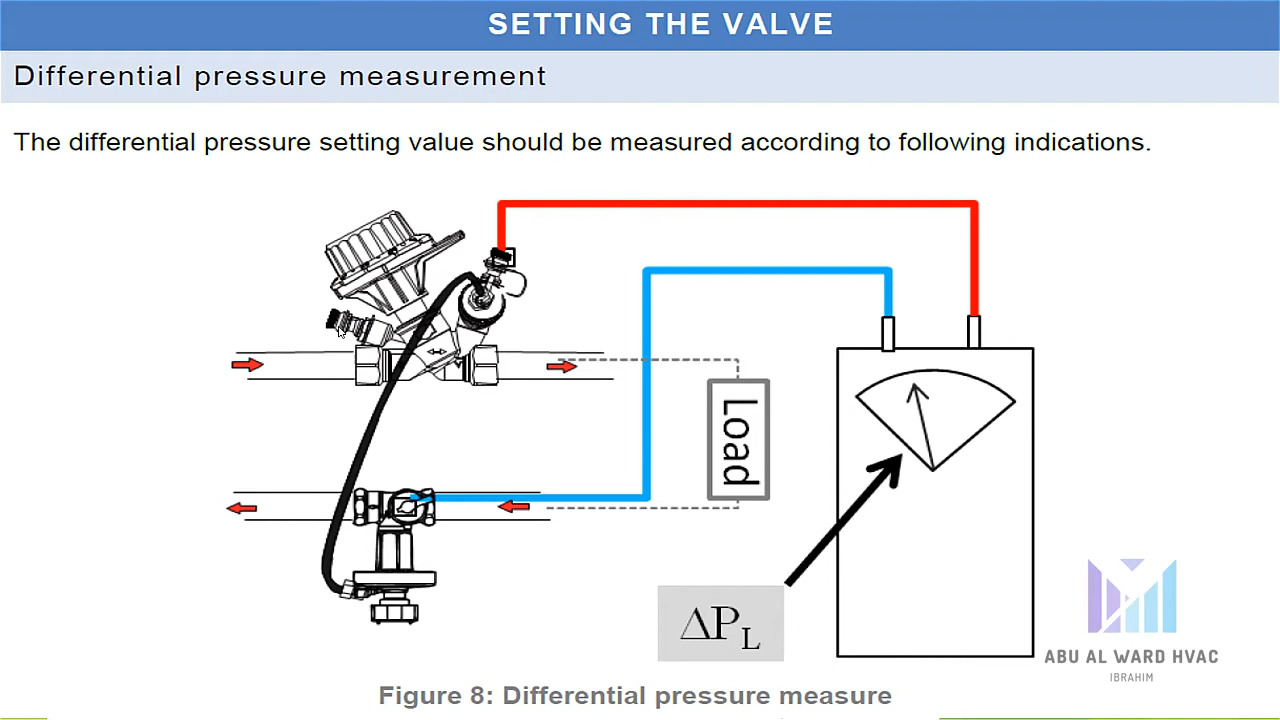 SETTING THE VALVE
Differential pressure measurement
The differential pressure setting value should be measured according to following indications.
Load
ΔPL
ABU AL WARD HVAC
IBRAHIM
Figure 8: Differential pressure measure